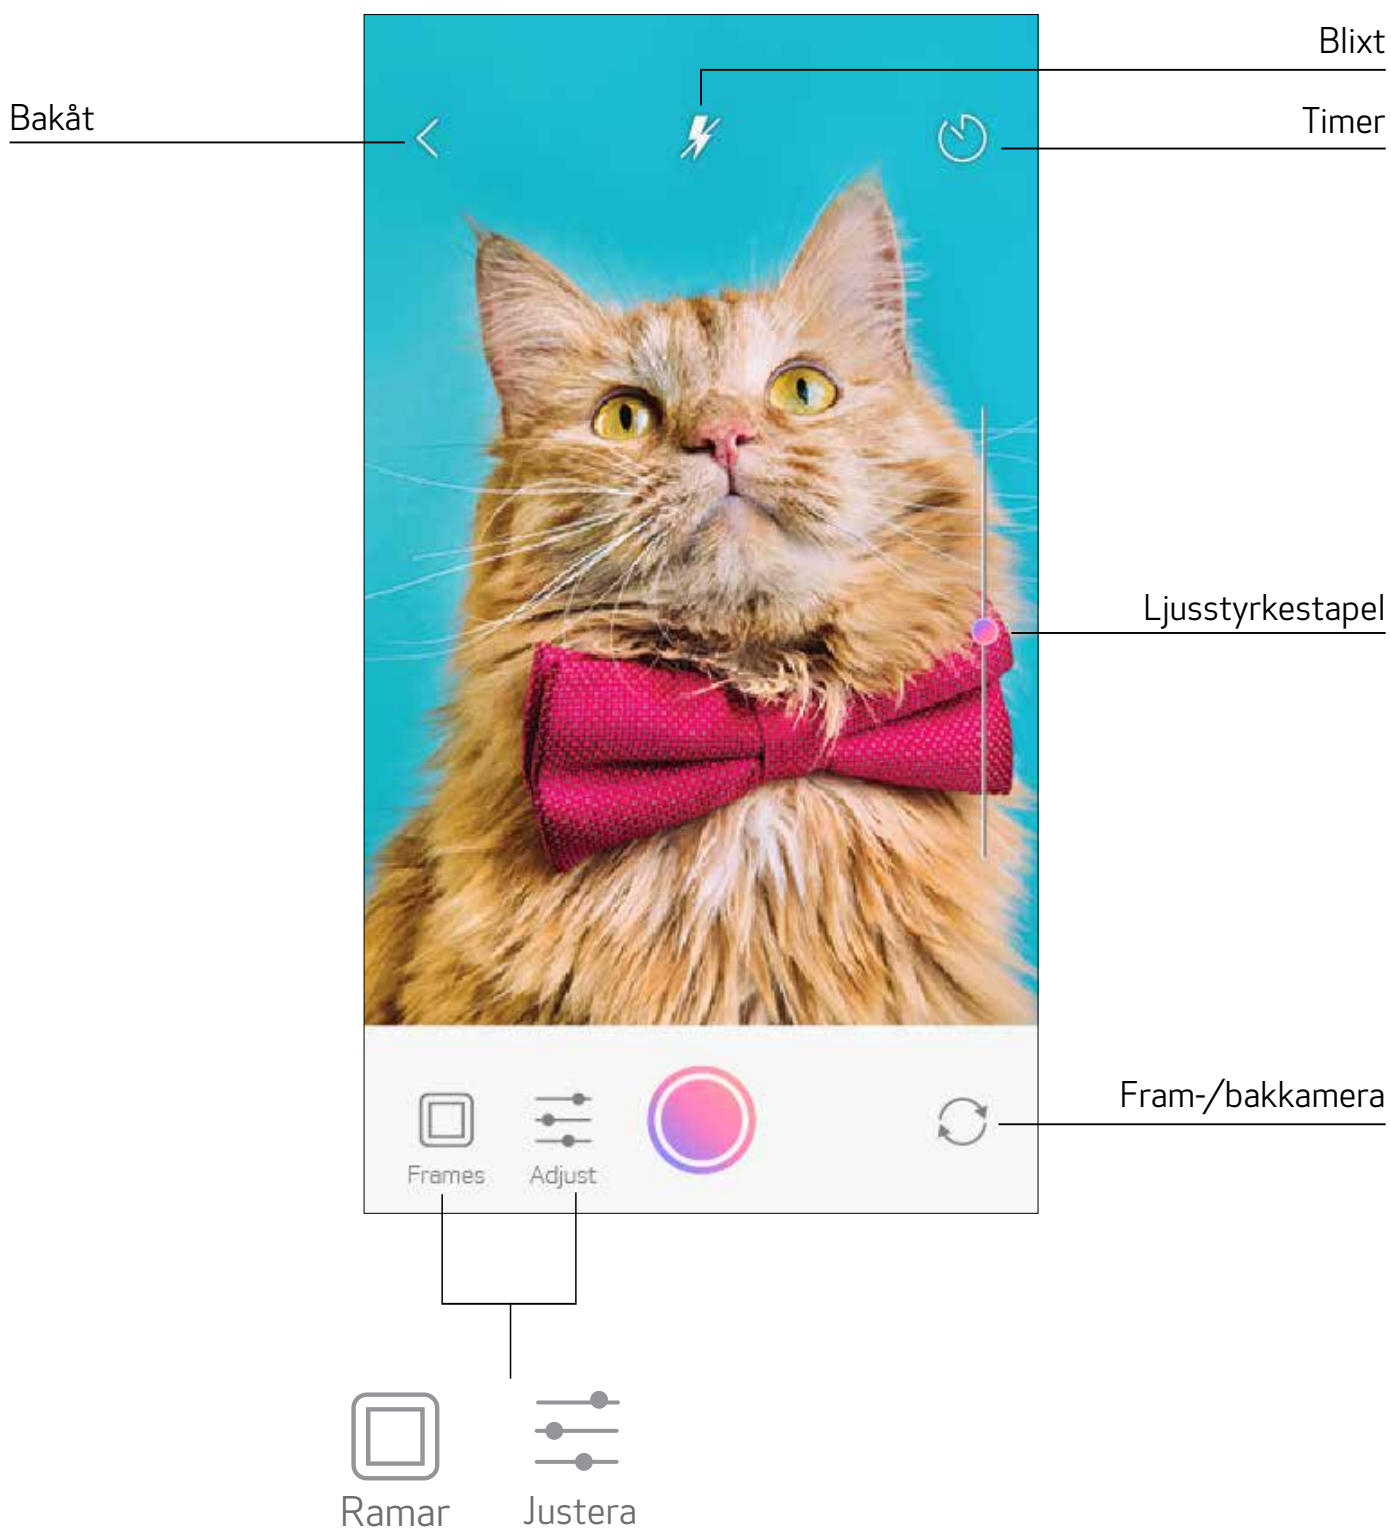 Blixt
Bakåt
Timer
Ljusstyrkestapel
Fram-/bakkamera
Frames Adjust
Ramar Justera